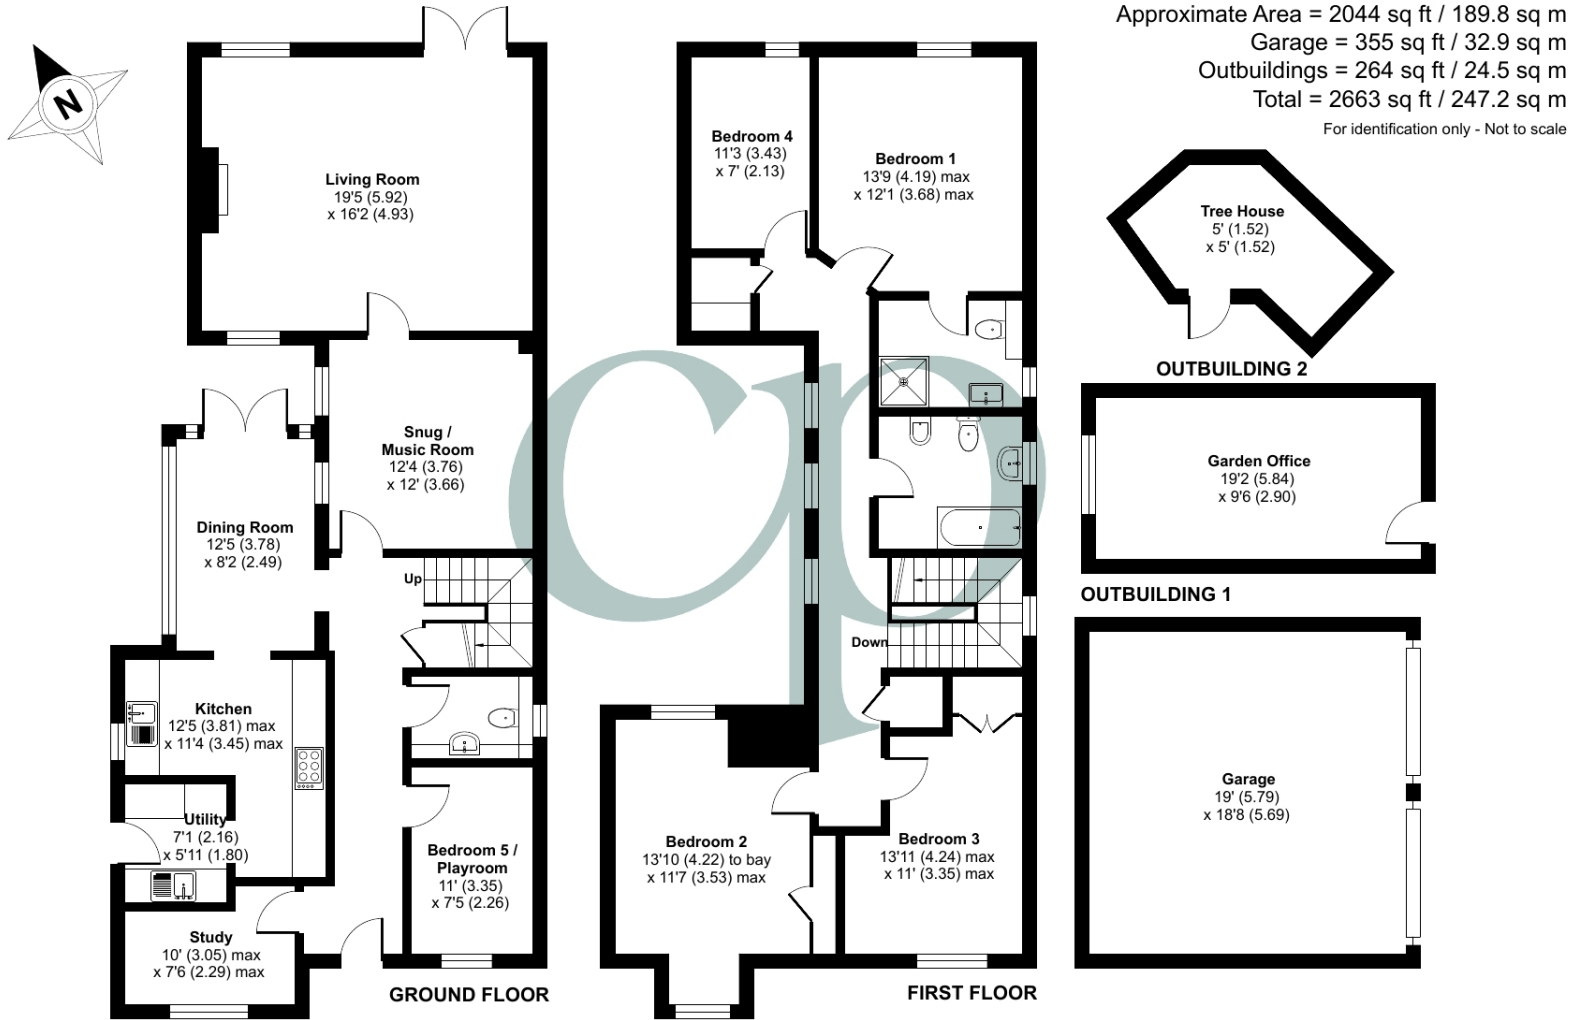 Approximate Area = 2044 sq ft / 189.8 sq m
Garage = 355 sq ft / 32.9 sq m
Outbuildings = 264 sq ft / 24.5 sq m
Total = 2663 sq ft / 247.2 sq m
For identification only - Not to scale
N
Living Room
19'5 (5.92)
x 16'2 (4.93)
Snug /
Music Room
12'4 (3.76)
x 12' (3.66)
Dining Room
12'5 (3.78)
x 8'2 (2.49)
Up
Kitchen
12'5 (3.81) max
x 11'4 (3.45) max
Utility
7'1 (2.16)
x 5'11 (1.80)
Bedroom 5 /
Playroom
11' (3.35)
x 7'5 (2.26)
Study
10' (3.05) max
x 7'6 (2.29) max
GROUND FLOOR
Bedroom 4
11'3 (3.43)
x 7' (2.13)
Bedroom 1
13'9 (4.19) max
x 12'1 (3.68) max
cp
Down
Bedroom 2
13'10 (4.22) to bay
x 11'7 (3.53) max
Bedroom 3
13'11 (4.24) max
x 11' (3.35) max
FIRST FLOOR
Tree House
5' (1.52)
x 5' (1.52)
OUTBUILDING 2
Garden Office
19'2 (5.84)
x 9'6 (2.90)
OUTBUILDING 1
Garage
19' (5.79)
x 18'8 (5.69)